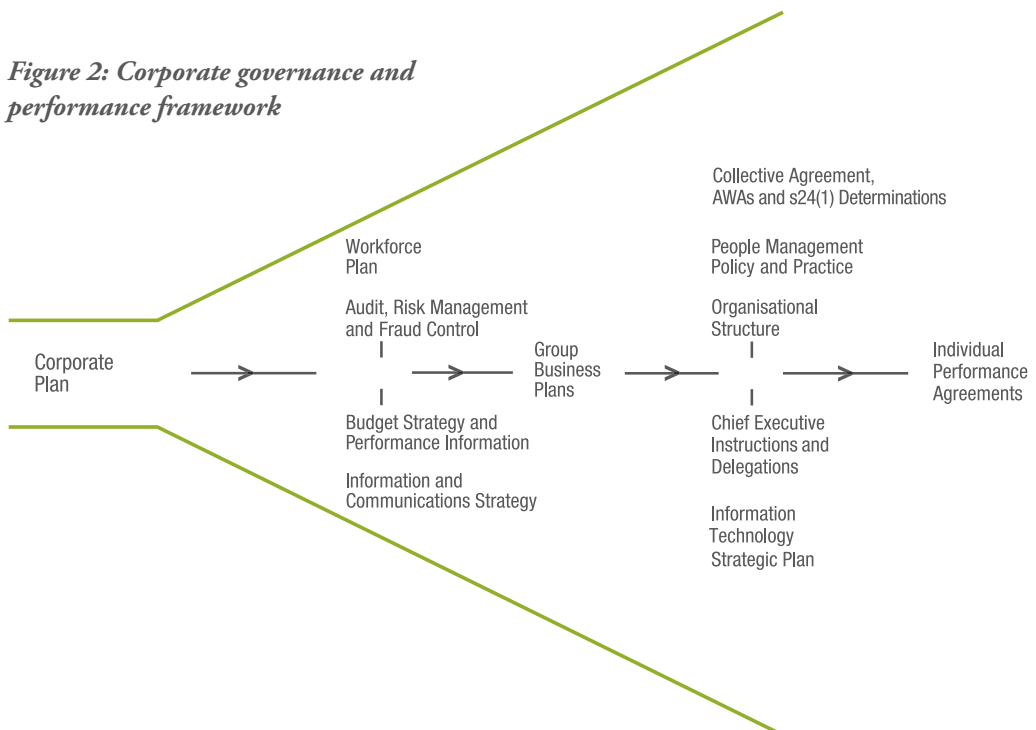 Figure 2: Corporate governance and
performance framework
Corporate
Plan
Workforce
Plan
Audit, Risk Management
and Fraud Control
Budget Strategy and
Performance Information
Information and
Communications Strategy
Group
Business
Plans
Collective Agreement,
AWAs and s24(1) Determinations
People Management
Policy and Practice
Organisational
Structure
Chief Executive
Instructions and
Delegations
Information
Technology
Strategic Plan
Individual
Performance
Agreements